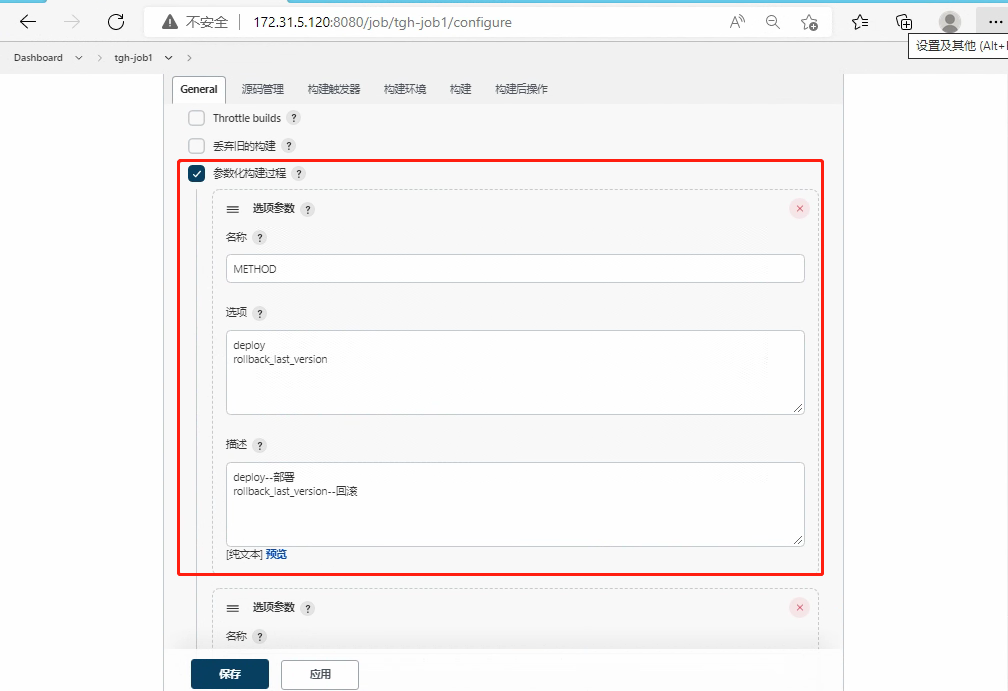 不安全 172.31.5.120:8080/job/tgh-job1/configure
设置及其他 (Alt+
Dashboard tgh-job1
General 源码管理 构建触发器 构建环境 构建 构建后操作
Throttle builds ?
丢弃旧的构建 ?
参数化构建过程 ?
选项参数 ?
名称 ?
METHOD
选项 ?
deploy
rollback_last_version
描述 ?
deploy--部署
rollback_last_version--回滚
[纯文本] 预览
选项参数 ?
名称 ?
保存 应用